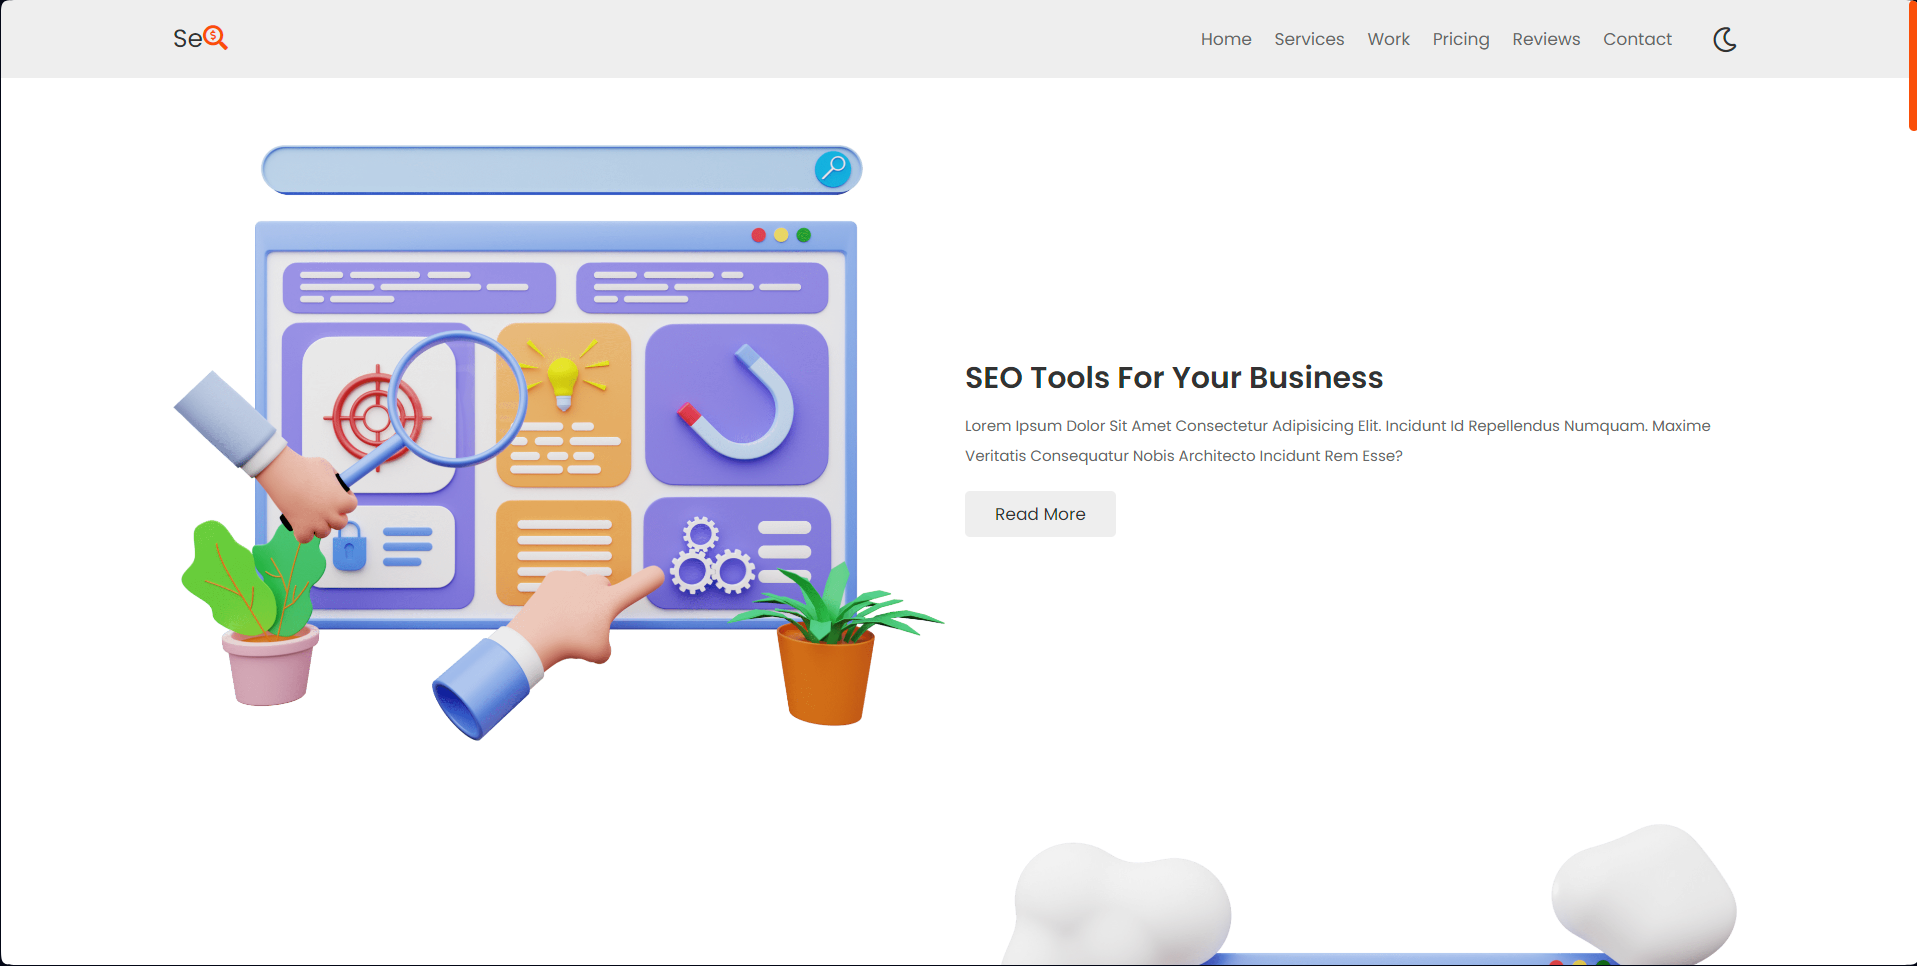 Se
Home Services Work Pricing Reviews Contact
SEO Tools For Your Business
Lorem Ipsum Dolor Sit Amet Consectetur Adipisicing Elit. Incidunt Id Repellendus Numquam. Maxime
Veritatis Consequatur Nobis Architecto Incidunt Rem Esse?
Read More